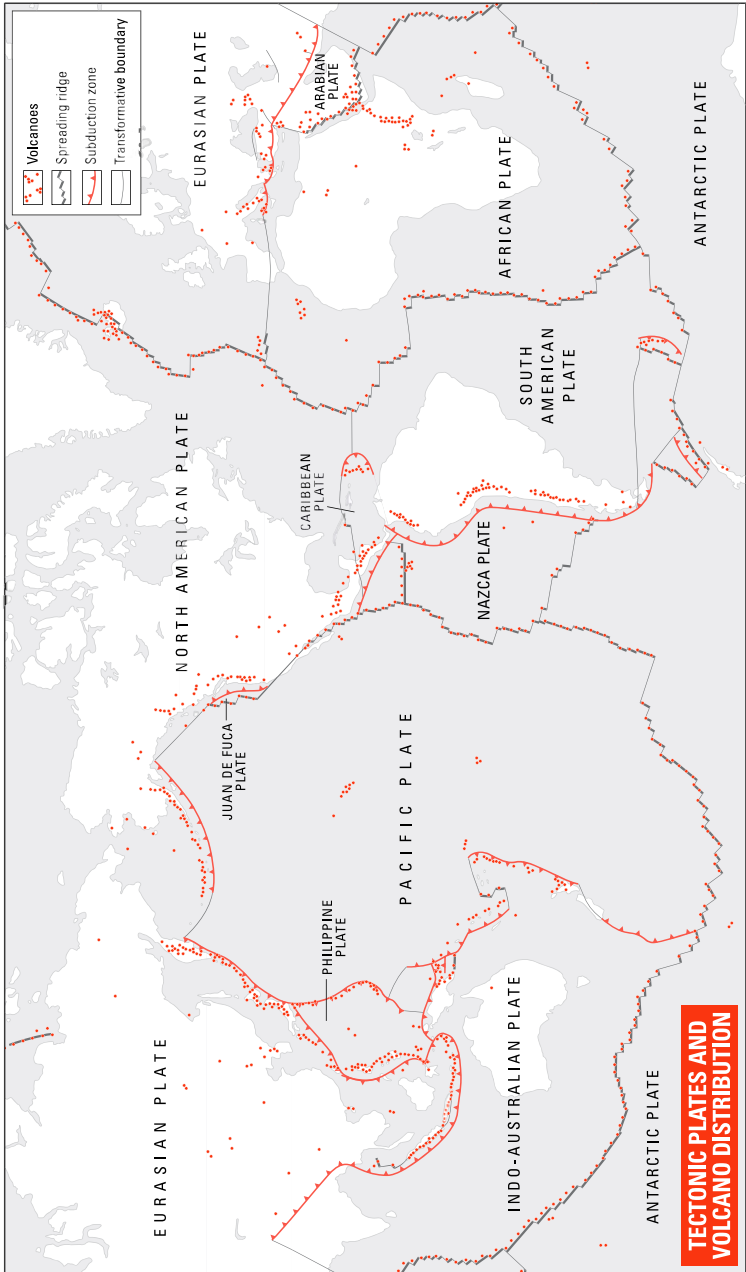 TECTONIC PLATES AND
VOLCANO DISTRIBUTION
EURASIAN PLATE
PHILIPPINE
PLATE
INDO-AUSTRALIAN PLATE
ANTARCTIC PLATE
PACIFIC PLATE
JUAN DE FUCA
PLATE
NORTH AMERICAN PLATE
CARIBBEAN
PLATE
NAZCA PLATE
SOUTH
AMERICAN
PLATE
EURASIAN PLATE
ARABIAN
PLATE
AFRICAN PLATE
ANTARCTIC PLATE
Volcanoes
Spreading ridge
Subduction zone
Transformative boundary